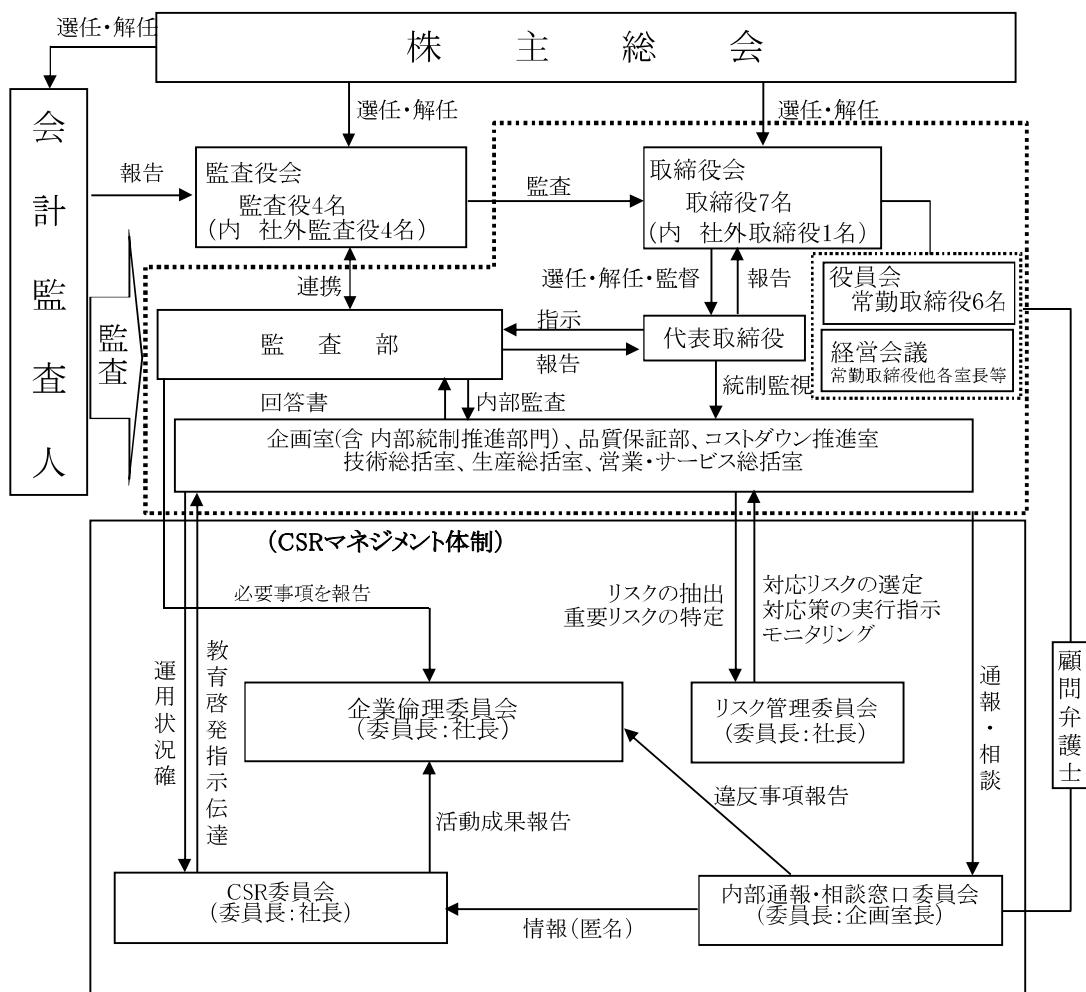 選任・解任
株主総会
選任・解任
選任・解任
会計監査人
報告
監査役会
監査役4名
(内 社外監査役4名)
監査
取締役会
取締役7名
(内 社外取締役1名)
連携
選任・解任・監督
報告
役員会
常勤取締役6名
監査
監査部
指示
報告
代表取締役
経営会議
常勤取締役他各室長等
回答書
内部監査
統制監視
企画室(含 内部統制推進部門)、品質保証部、コストダウン推進室
技術総括室、生産総括室、営業・サービス総括室
(CSRマネジメント体制)
必要事項を報告
リスクの抽出
重要リスクの特定
対応リスクの選定
対応策の実行指示
モニタリング
運用状況確
教育啓発指示伝達
企業倫理委員会
(委員長:社長)
リスク管理委員会
(委員長:社長)
通報・相談
顧問弁護士
活動成果報告
違反事項報告
CSR委員会
(委員長:社長)
情報(匿名)
内部通報・相談窓口委員会
(委員長:企画室長)